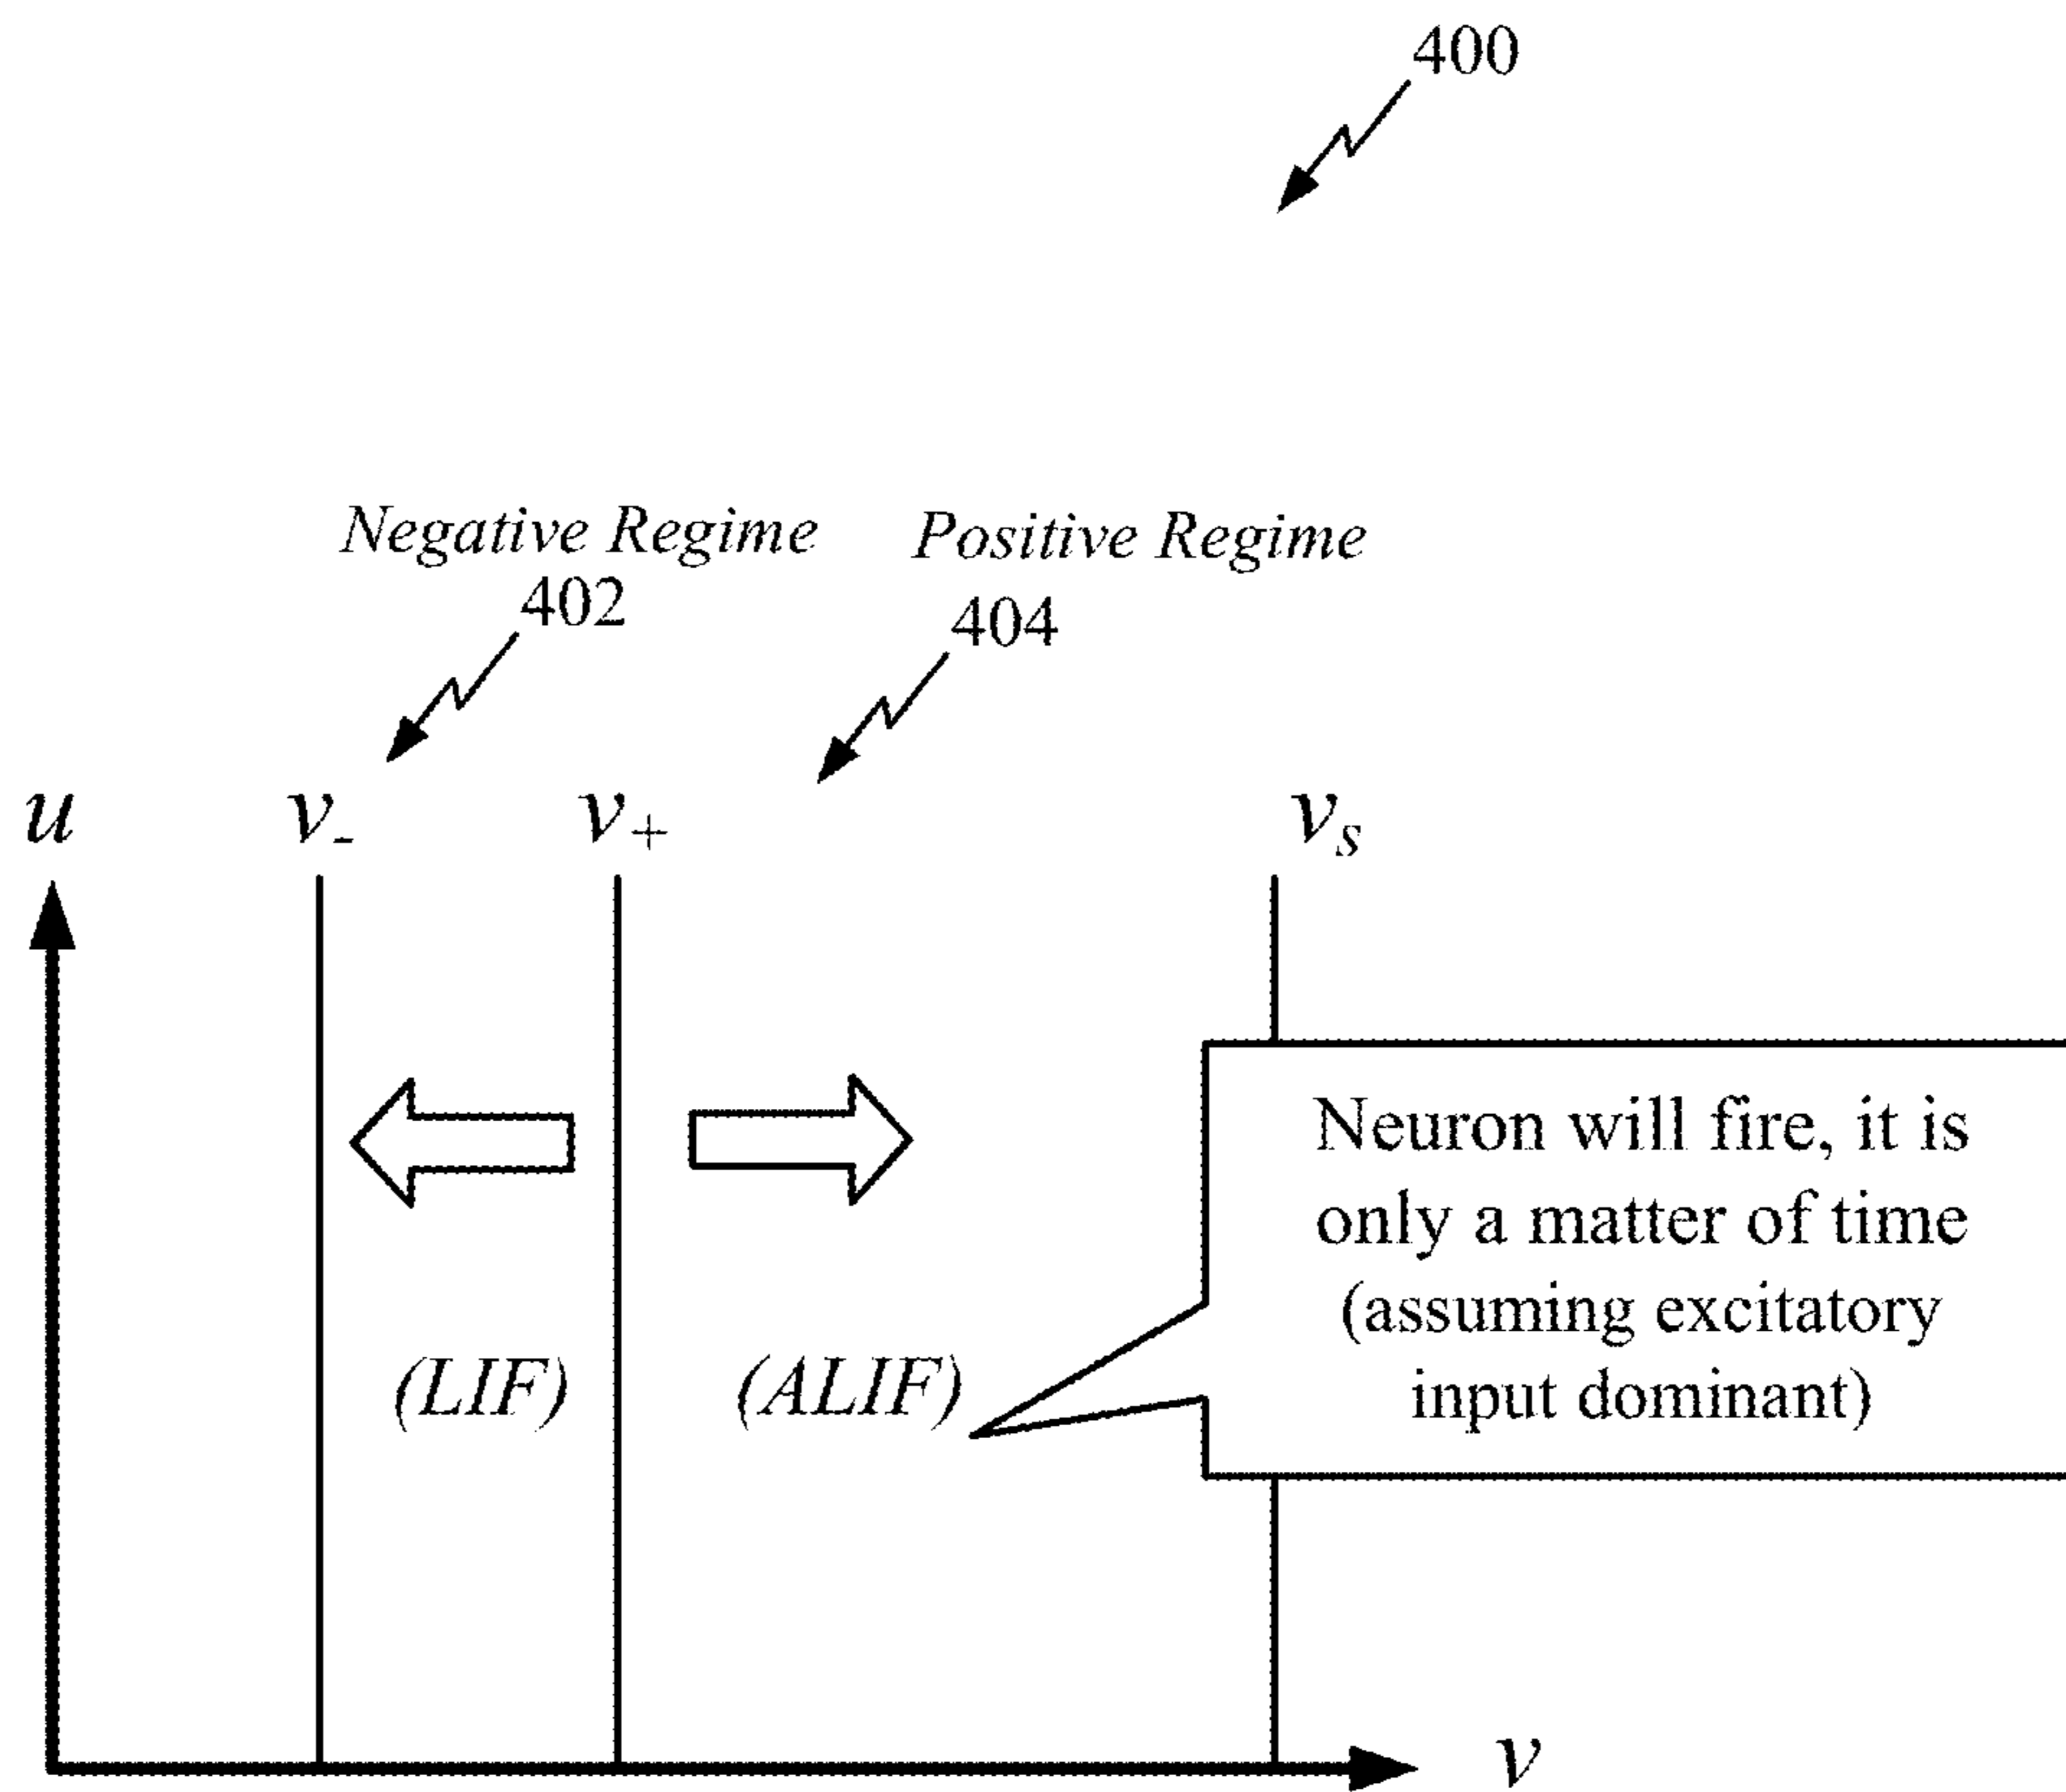 400
Negative Regime
402
Positive Regime
404
u
v-
v+
vs
Neuron will fire, it is
only a matter of time
(assuming excitatory
input dominant)
(LIF)
(ALIF)
v